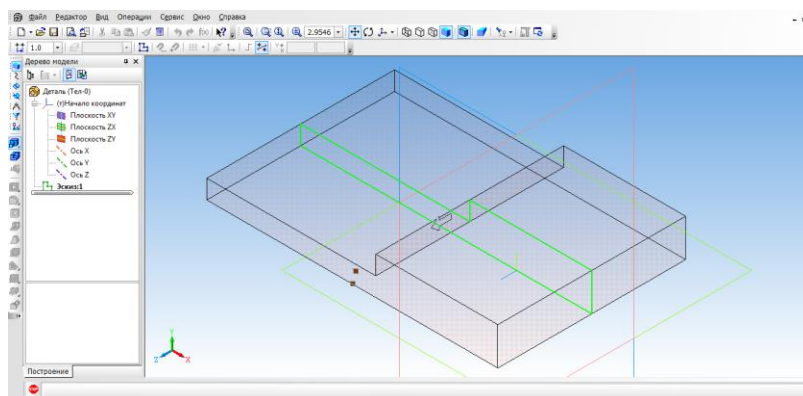 Файл Редактор Вид Операции Сервис Окно Справка
2.9546
1.0
Дерево модели
Деталь (Тел-0)
(т)Начало координат
Плоскость XY
Плоскость ZX
Плоскость ZY
Ось X
Ось Y
Ось Z
Эскиз:1
Y
Z X
Построение
STOP